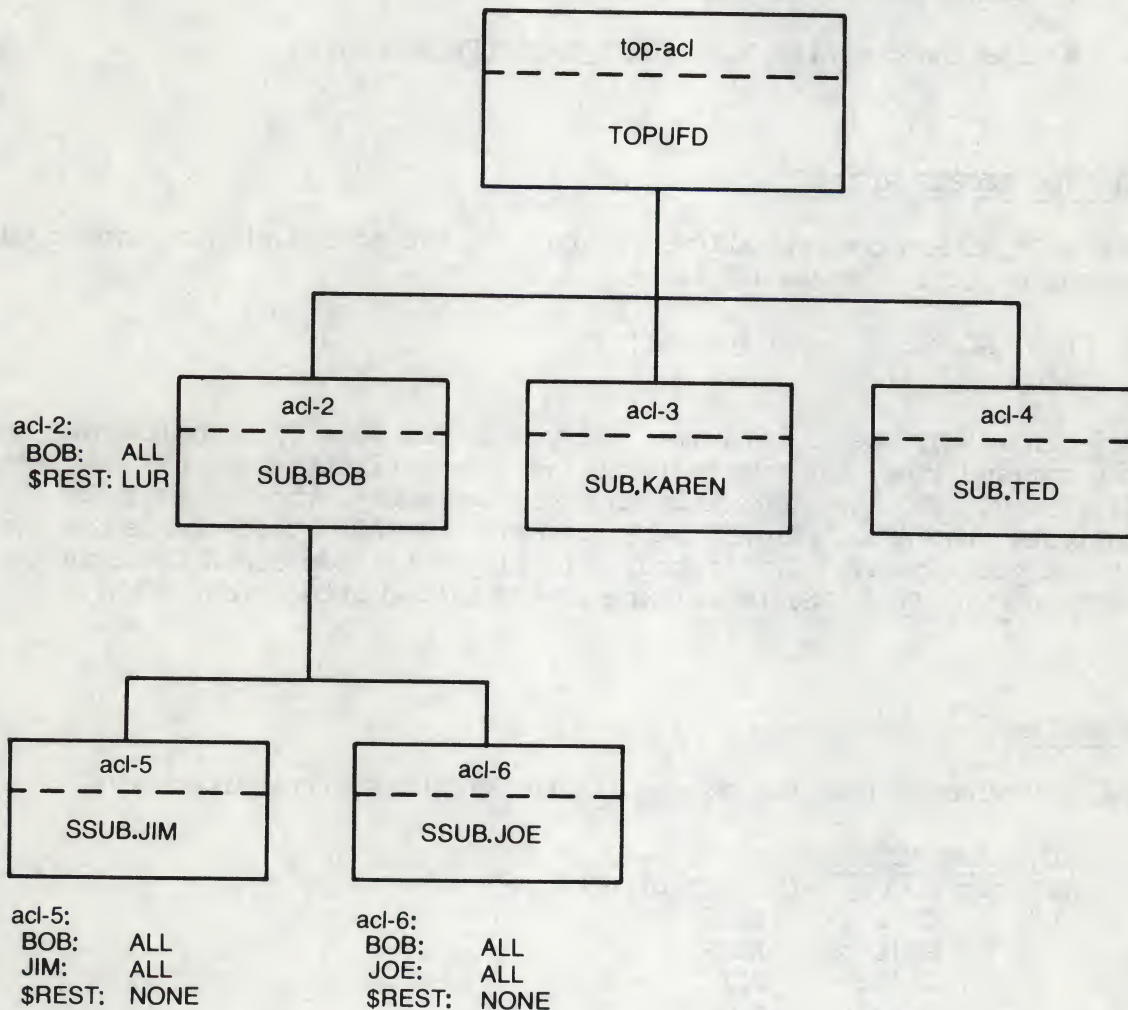 top-acl
TOPUFD
acl-2
SUB.BOB
acl-3
SUB.KAREN
acl-4
SUB.TED
acl-2:
BOB: ALL
$REST: LUR
acl-5
SSUB.JIM
acl-6
SSUB.JOE
acl-5:
BOB: ALL
JIM: ALL
$REST: NONE
acl-6:
BOB: ALL
JOE: ALL
$REST: NONE